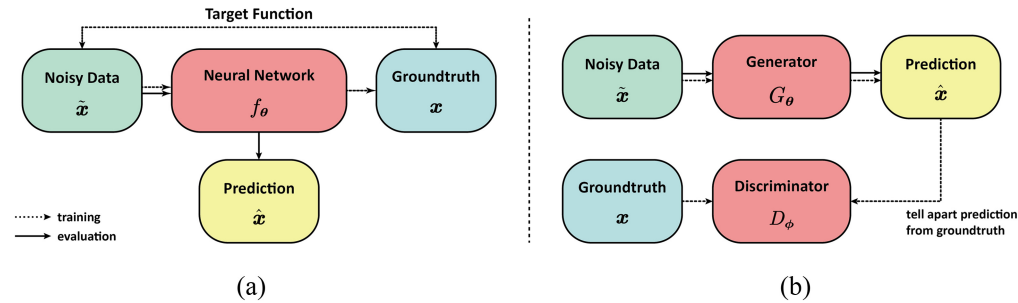 Target Function
Noisy Data
x̃
Neural Network
f_θ
Groundtruth
x
Prediction
x̂
training
evaluation
(a)
Noisy Data
x̃
Generator
G_θ
Prediction
x̂
Groundtruth
x
Discriminator
D_ϕ
tell apart prediction
from groundtruth
(b)